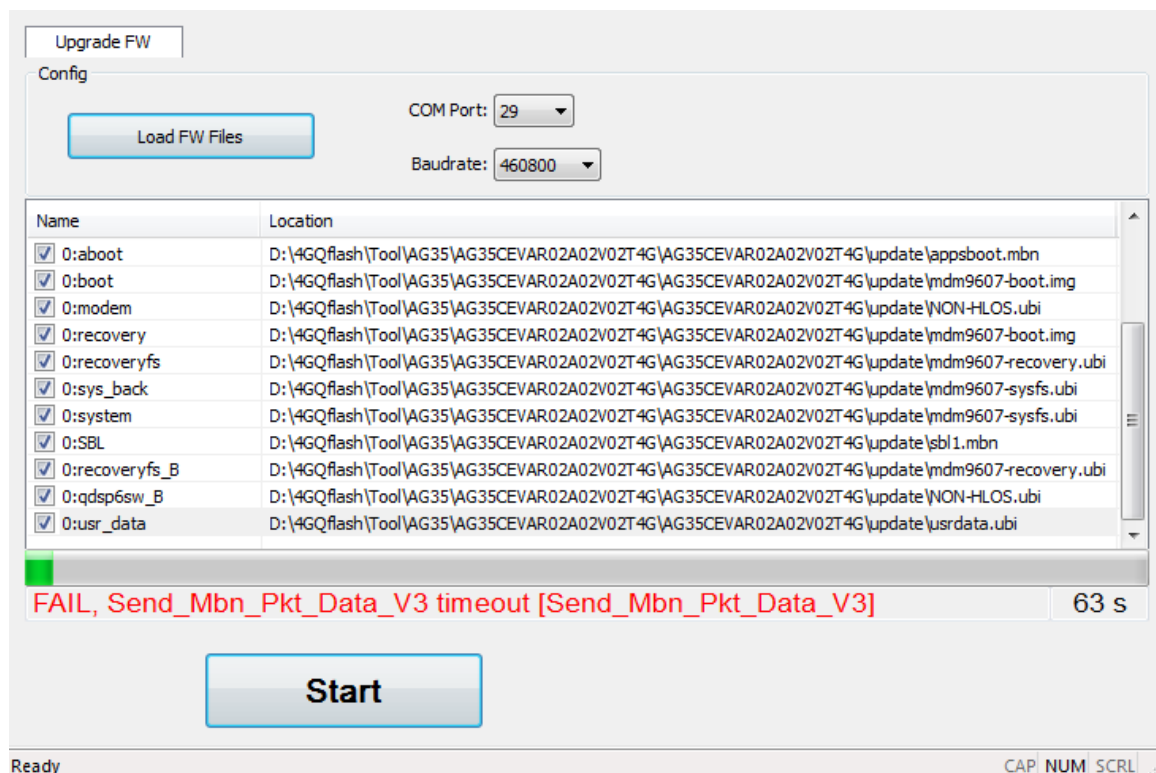 Upgrade FW
Config
Load FW Files
COM Port: 29
Baudrate: 460800
Name Location
0:aboot D:\4GQflash\Tool\AG35\AG35CEVAR02A02V02T4G\AG35CEVAR02A02V02T4G\update\appsboot.mbn
0:boot D:\4GQflash\Tool\AG35\AG35CEVAR02A02V02T4G\AG35CEVAR02A02V02T4G\update\mdm9607-boot.img
0:modem D:\4GQflash\Tool\AG35\AG35CEVAR02A02V02T4G\AG35CEVAR02A02V02T4G\update\NON-HLOS.ubi
0:recovery D:\4GQflash\Tool\AG35\AG35CEVAR02A02V02T4G\AG35CEVAR02A02V02T4G\update\mdm9607-boot.img
0:recoveryfs D:\4GQflash\Tool\AG35\AG35CEVAR02A02V02T4G\AG35CEVAR02A02V02T4G\update\mdm9607-recovery.ubi
0:sys_back D:\4GQflash\Tool\AG35\AG35CEVAR02A02V02T4G\AG35CEVAR02A02V02T4G\update\mdm9607-sysfs.ubi
0:system D:\4GQflash\Tool\AG35\AG35CEVAR02A02V02T4G\AG35CEVAR02A02V02T4G\update\mdm9607-sysfs.ubi
0:SBL D:\4GQflash\Tool\AG35\AG35CEVAR02A02V02T4G\AG35CEVAR02A02V02T4G\update\sbl1.mbn
0:recoveryfs_B D:\4GQflash\Tool\AG35\AG35CEVAR02A02V02T4G\AG35CEVAR02A02V02T4G\update\mdm9607-recovery.ubi
0:qdsp6sw_B D:\4GQflash\Tool\AG35\AG35CEVAR02A02V02T4G\AG35CEVAR02A02V02T4G\update\NON-HLOS.ubi
0:usr_data D:\4GQflash\Tool\AG35\AG35CEVAR02A02V02T4G\AG35CEVAR02A02V02T4G\update\usrdata.ubi
FAIL, Send_Mbn_Pkt_Data_V3 timeout [Send_Mbn_Pkt_Data_V3] 63 s
Start
Ready CAP NUM SCRL